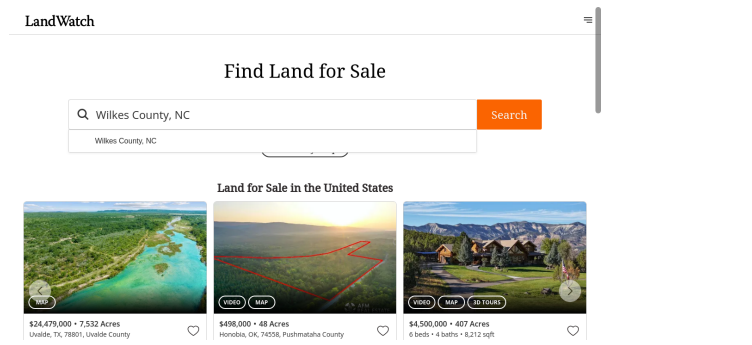 LandWatch
Find Land for Sale
Wilkes County, NC
Search
Wilkes County, NC
Land for Sale in the United States
MAP
VIDEO
MAP
VIDEO
MAP
3D TOURS
$24,479,000 • 7,532 Acres
Uvalde, TX, 78801, Uvalde County
$498,000 • 48 Acres
Honobia, OK, 74558, Pushmataha County
$4,500,000 • 407 Acres
6 beds • 4 baths • 8,212 sqft